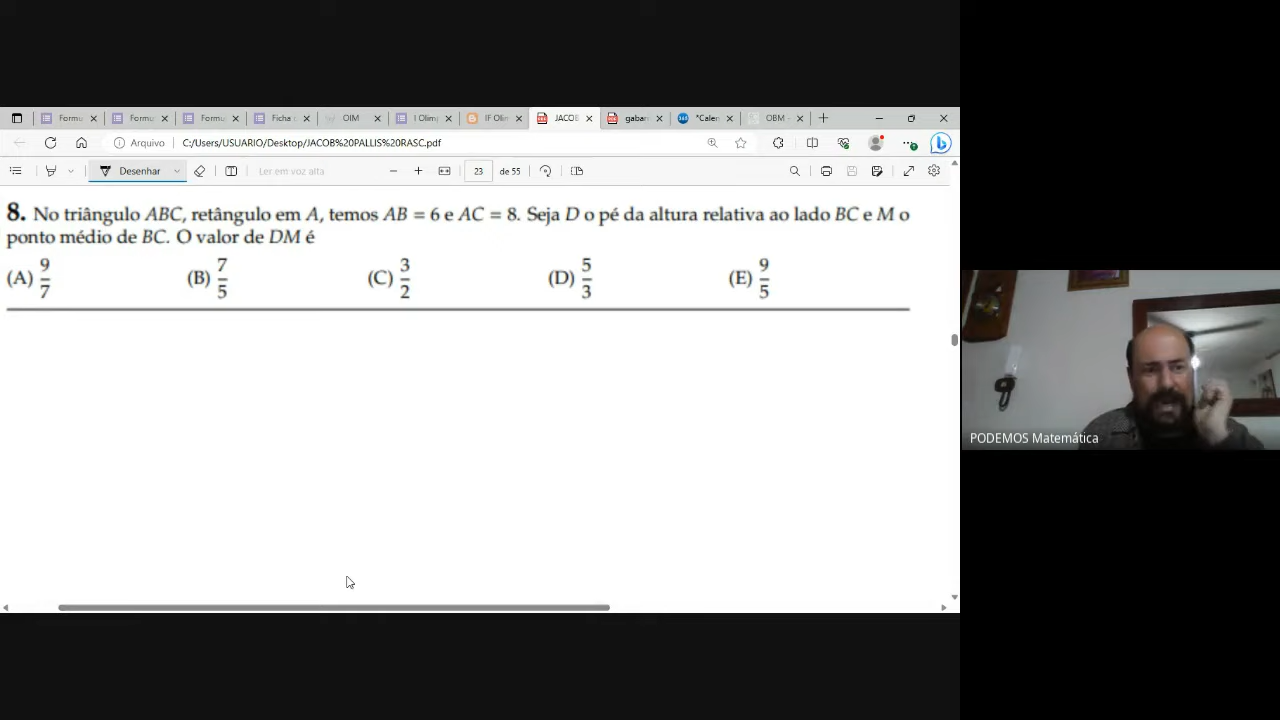 Formu
Formu
Formu
Ficha
OIM
I Olimp
IF Olin
JACOB
gabar
*Calen
OBM -
Arquivo
C:/Users/USUARIO/Desktop/JACOB%20PALLIS%20RASC.pdf
Desenhar
Ler em voz alta
23
de 55
8. No triângulo ABC, retângulo em A, temos AB = 6 e AC = 8. Seja D o pé da altura relativa ao lado BC e M o
ponto médio de BC. O valor de DM é
(A) 9/7 (B) 7/5 (C) 3/2 (D) 5/3 (E) 9/5
PODEMOS Matemática